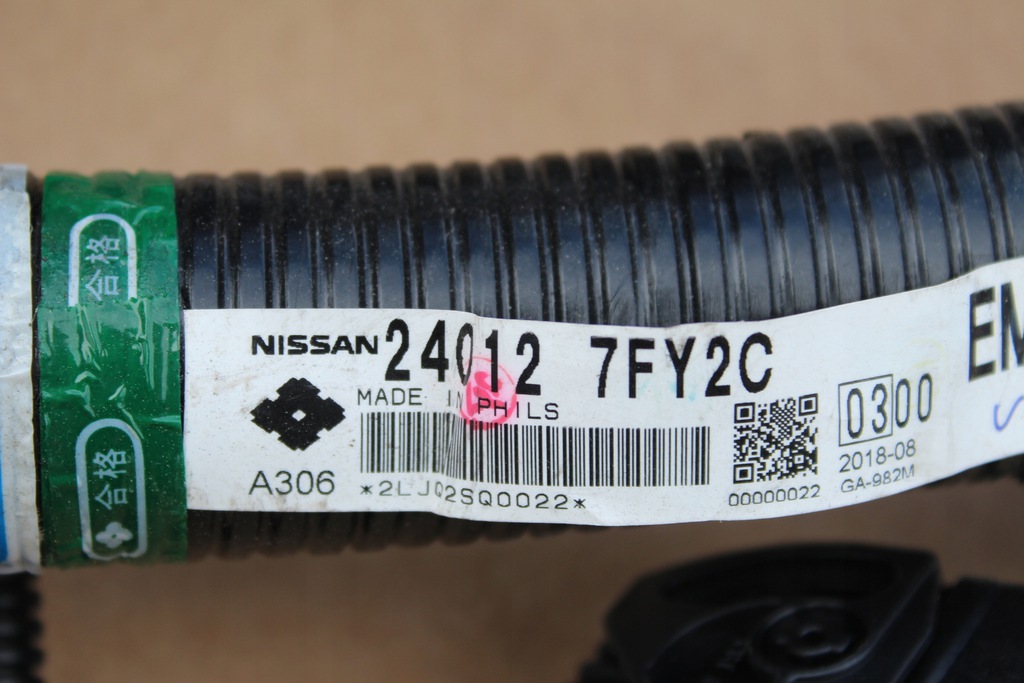 合格
合格
NISSAN 24012 7FY2C
MADE IN PHILS
A306
*2LJQ2SQ0022*
00000022
0300
2018-08
GA-982M
EM